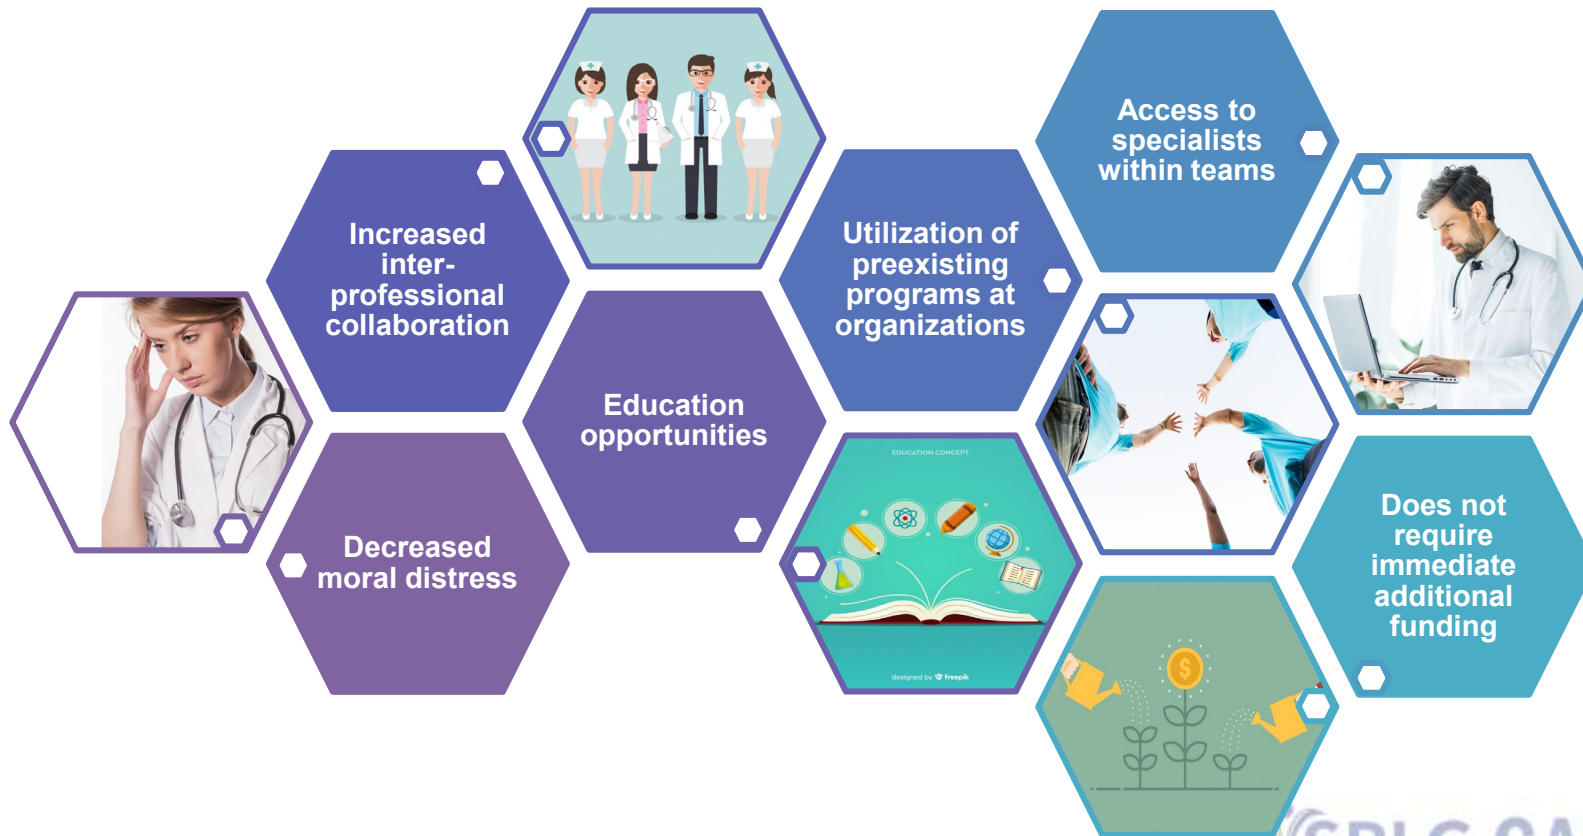 Increased
inter-
professional
collaboration
Decreased
moral distress
Education
opportunities
Utilization of
preexisting
programs at
organizations
Access to
specialists
within teams
EDUCATION CONCEPT
designed by freepik
$
Does not
require
immediate
additional
funding